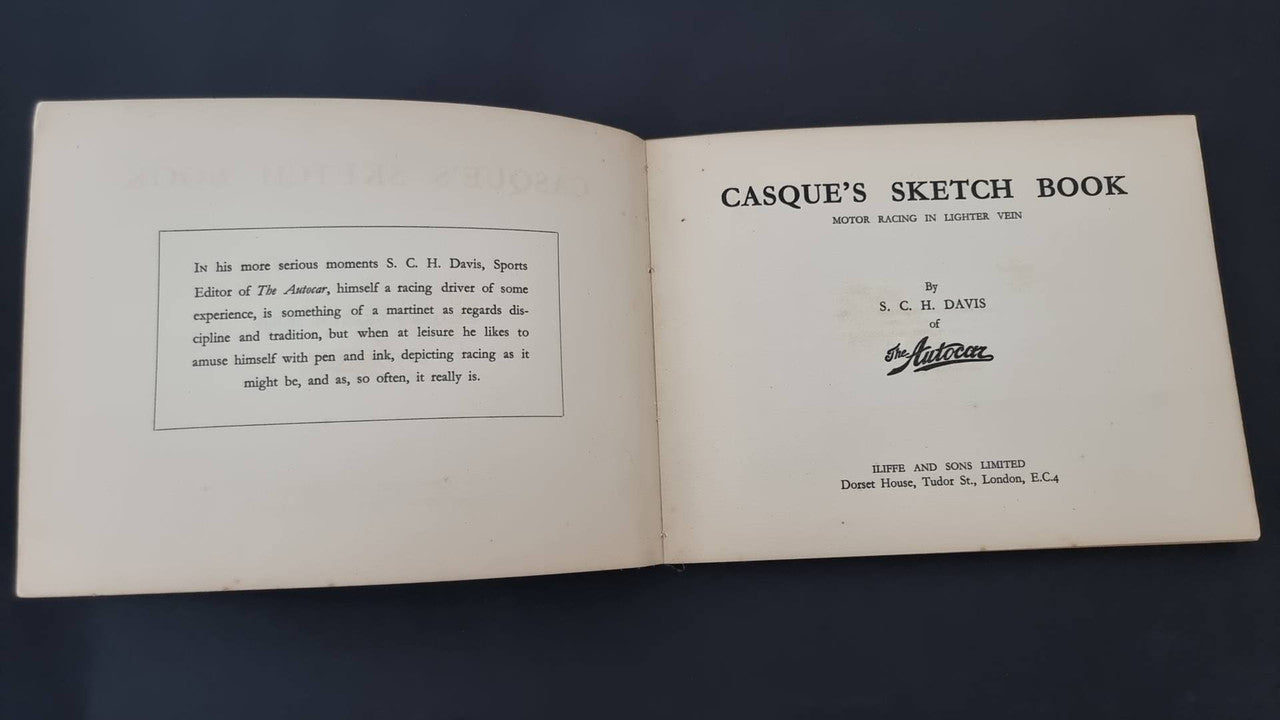 In his more serious moments S. C. H. Davis, Sports
Editor of The Autocar, himself a racing driver of some
experience, is something of a martinet as regards dis-
cipline and tradition, but when at leisure he likes to
amuse himself with pen and ink, depicting racing as it
might be, and as, so often, it really is.
CASQUE'S SKETCH BOOK
MOTOR RACING IN LIGHTER VEIN
By
S. C. H. DAVIS
of
The Autocar
ILIFFE AND SONS LIMITED
Dorset House, Tudor St., London, E.C.4